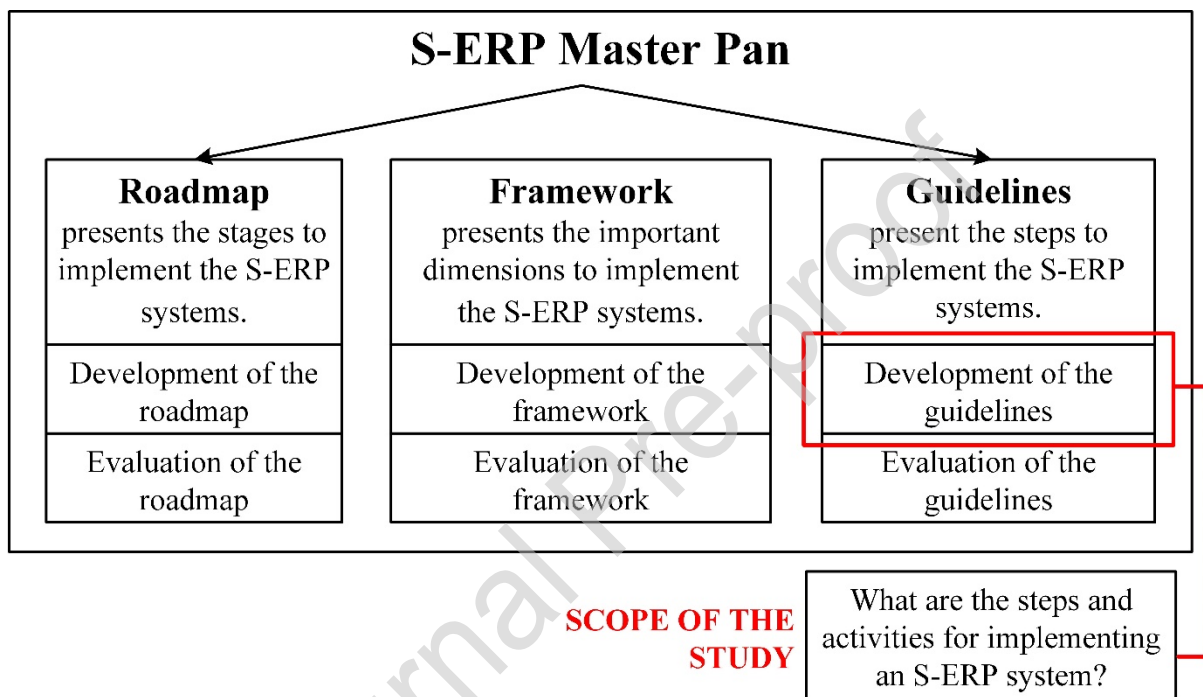 S-ERP Master Pan
Roadmap
presents the stages to
implement the S-ERP
systems.
Development of the
roadmap
Evaluation of the
roadmap
Framework
presents the important
dimensions to implement
the S-ERP systems.
Development of the
framework
Evaluation of the
framework
Guidelines
present the steps to
implement the S-ERP
systems.
Development of the
guidelines
Evaluation of the
guidelines
SCOPE OF THE
STUDY
What are the steps and
activities for implementing
an S-ERP system?
rnal Pre-proof